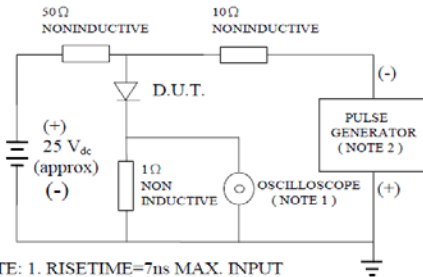 50Ω
NONINDUCTIVE
10Ω
NONINDUCTIVE
(-)
D.U.T.
PULSE
GENERATOR
( NOTE 2 )
(+)
25 Vdc
(approx)
(-)
1Ω
NON
INDUCTIVE
OSCILLOSCOPE
( NOTE 1 )
(+)
TE: 1. RISETIME=7ns MAX. INPUT